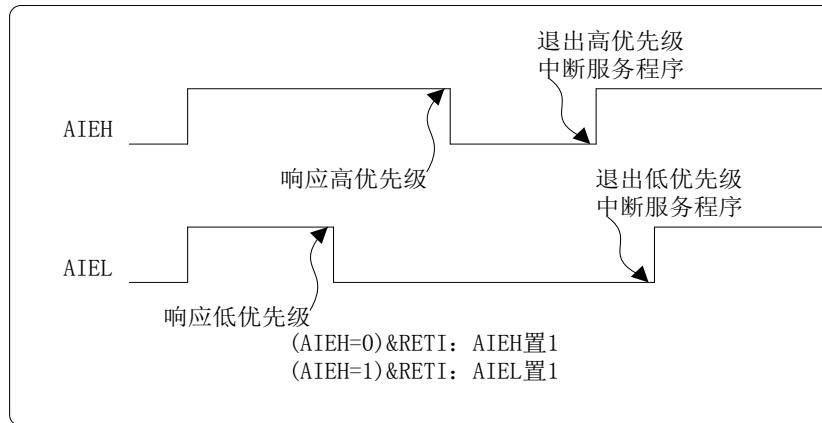 退出高优先级
中断服务程序
AIEH
响应高优先级
退出低优先级
中断服务程序
AIEL
响应低优先级
(AIEH=0)&RETI: AIEH置1
(AIEH=1)&RETI: AIEL置1